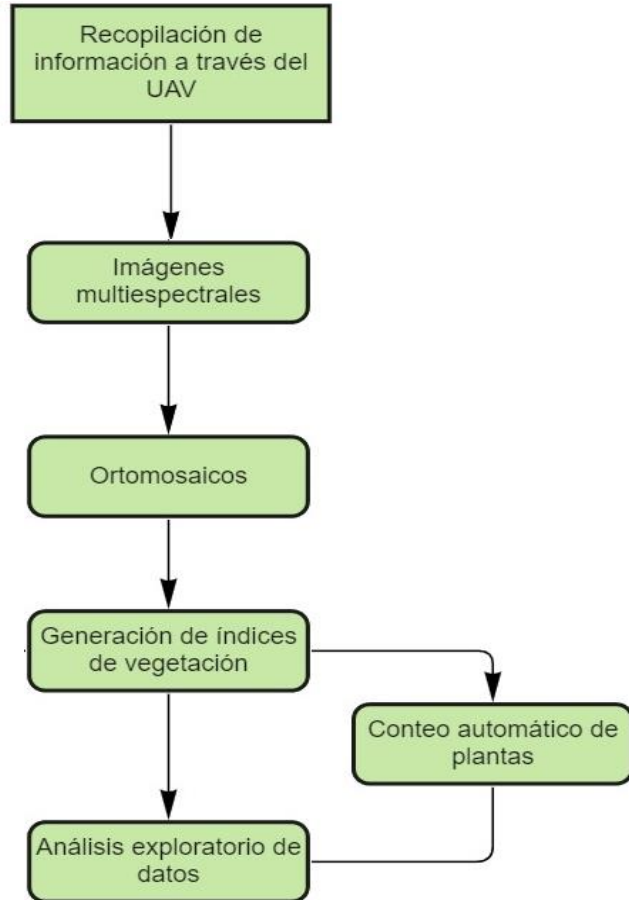 Recopilación de
información a través del
UAV
Imágenes
multiespectrales
Ortomosaicos
Generación de índices
de vegetación
Conteo automático de
plantas
Análisis exploratorio de
datos